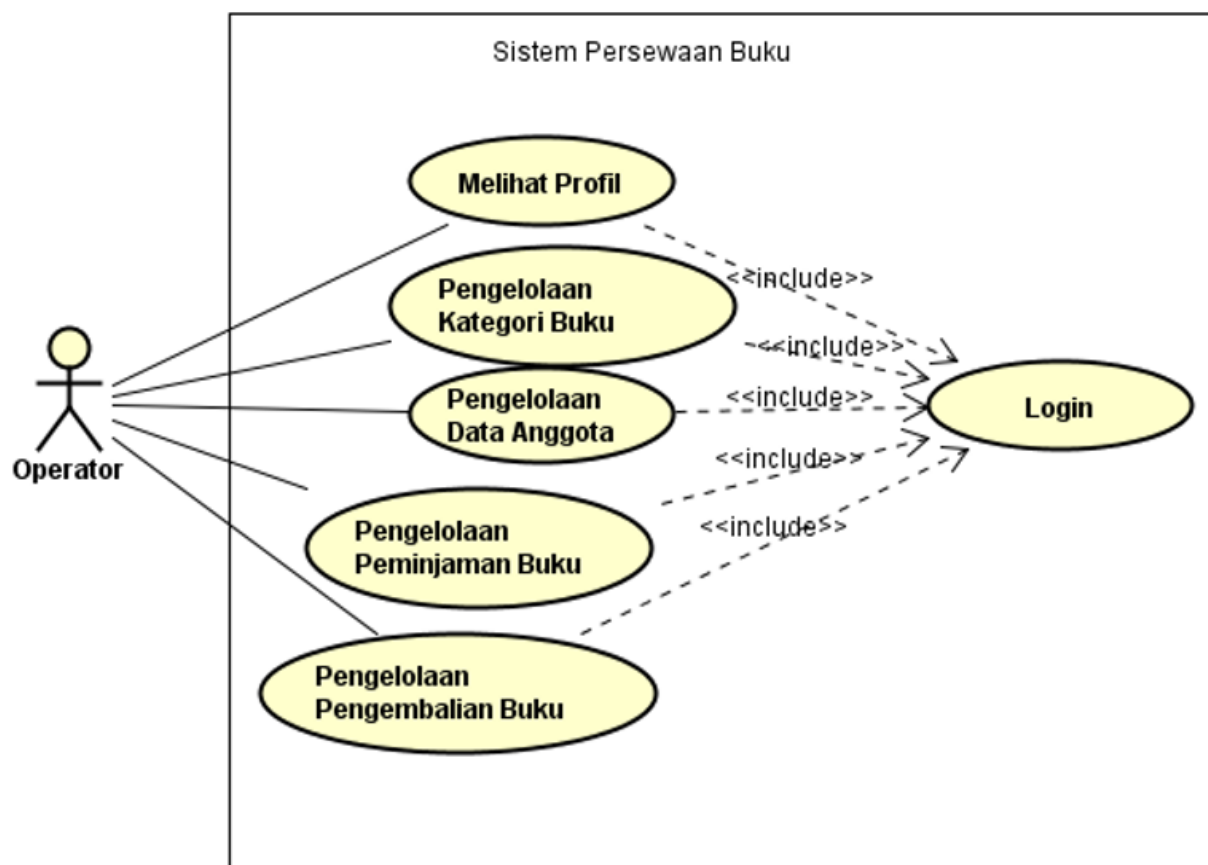 Sistem Persewaan Buku
Melihat Profil
<<include>>
Pengelolaan
Kategori Buku
<<include>>
Pengelolaan
Data Anggota
<<include>>
Login
Operator
<<include>>
Pengelolaan
Peminjaman Buku
<<include>>
Pengelolaan
Pengembalian Buku